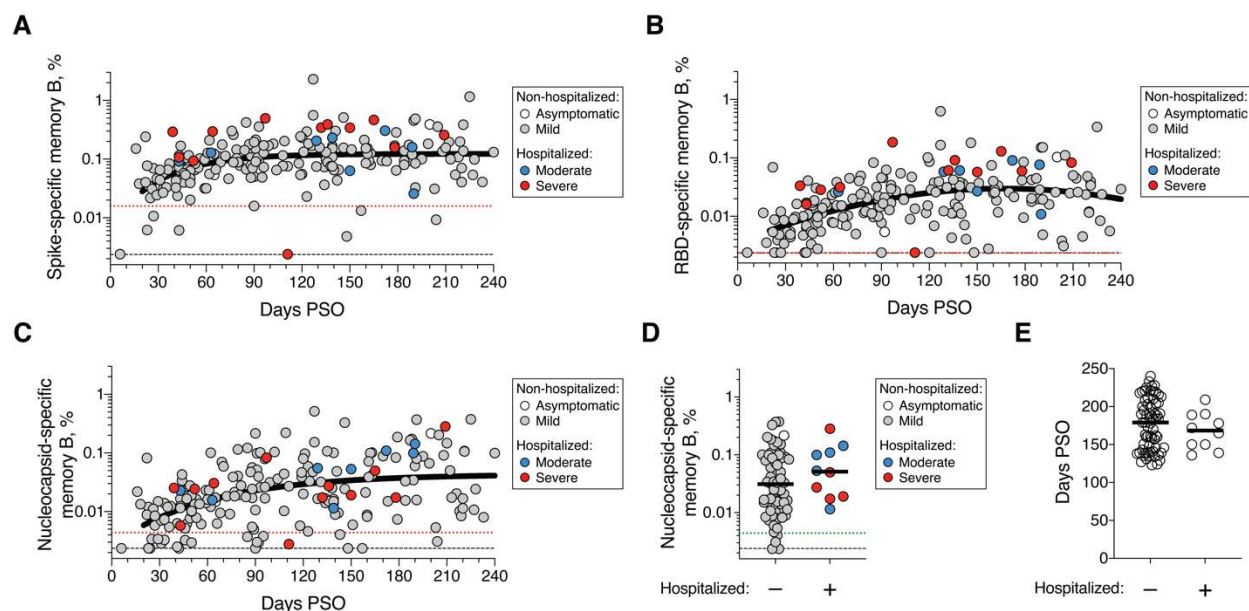 A
Spike-specific memory B, %
1
0.1
0.01
0 30 60 90 120 150 180 210 240
Days PSO
Non-hospitalized:
Asymptomatic
Mild
Hospitalized:
Moderate
Severe
B
RBD-specific memory B, %
1
0.1
0.01
0 30 60 90 120 150 180 210 240
Days PSO
Non-hospitalized:
Asymptomatic
Mild
Hospitalized:
Moderate
Severe
C
Nucleocapsid-specific
memory B, %
1
0.1
0.01
0 30 60 90 120 150 180 210 240
Days PSO
Non-hospitalized:
Asymptomatic
Mild
Hospitalized:
Moderate
Severe
D
Nucleocapsid-specific
memory B, %
1
0.1
0.01
Hospitalized: − +
Non-hospitalized:
Asymptomatic
Mild
Hospitalized:
Moderate
Severe
E
Days PSO
250
200
150
100
50
0
Hospitalized: − +